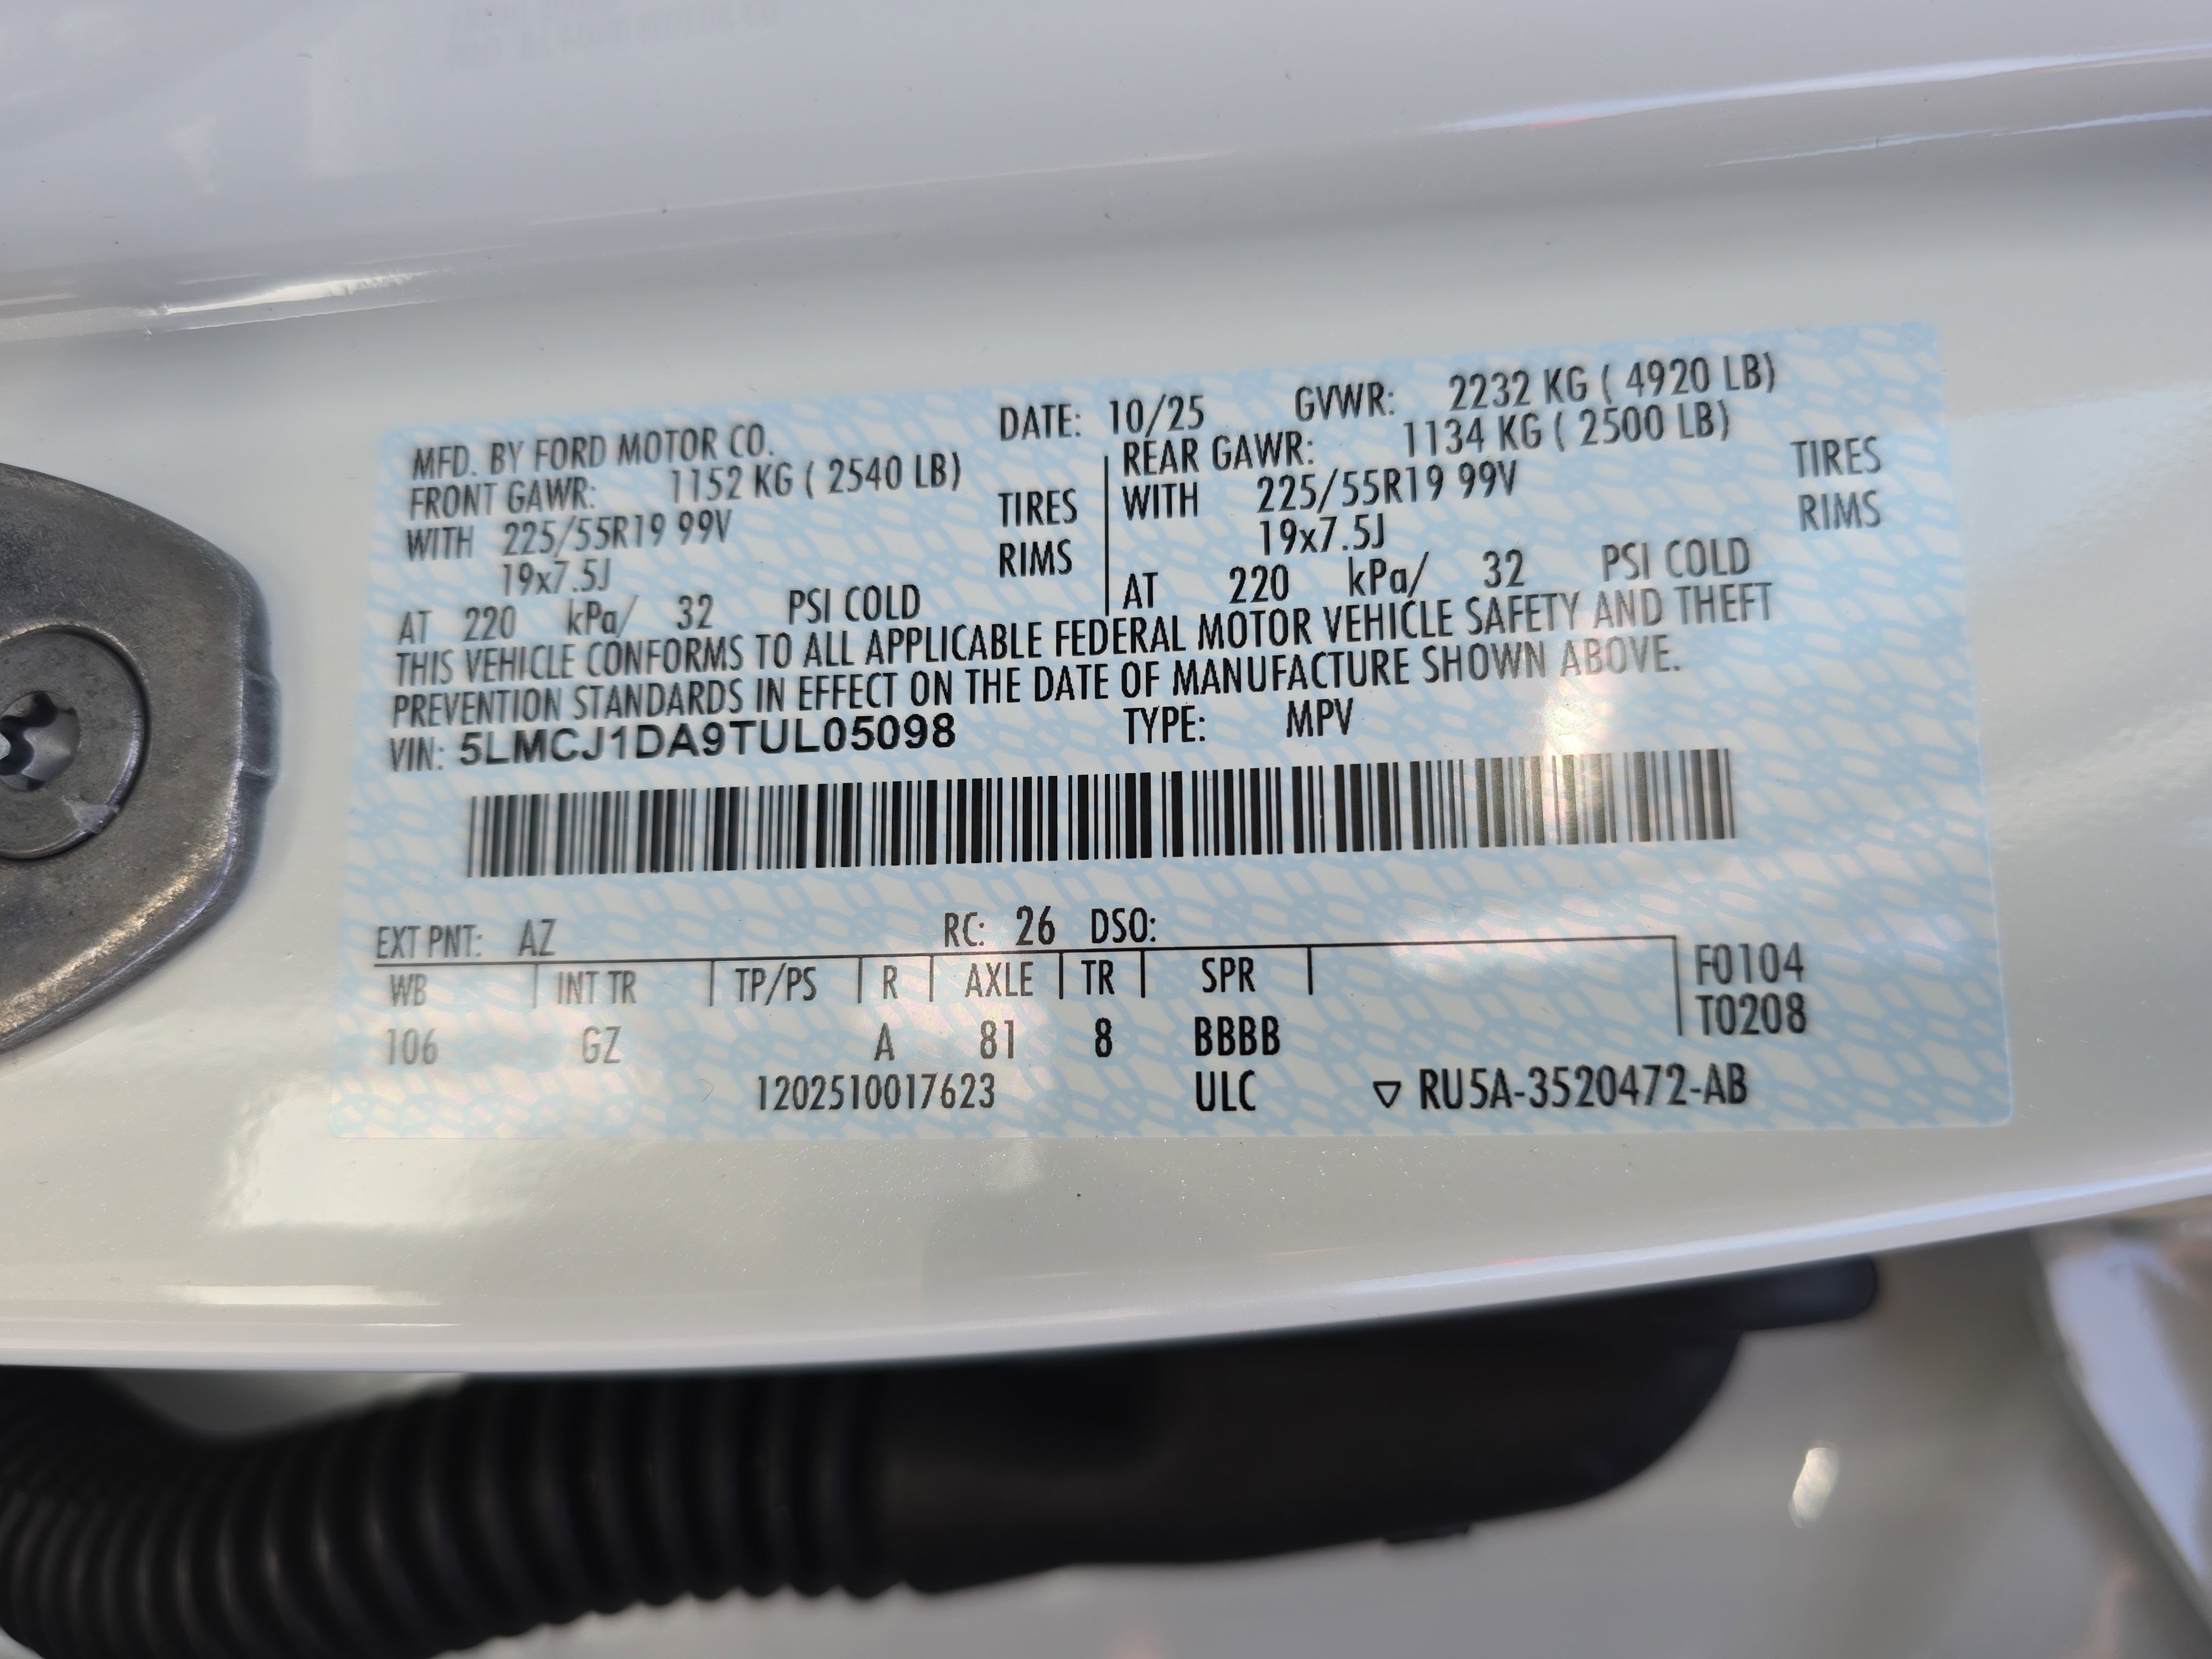 MFD. BY FORD MOTOR CO. DATE: 10/25 GVWR: 2232 KG ( 4920 LB)
FRONT GAWR: 1152 KG ( 2540 LB) REAR GAWR: 1134 KG ( 2500 LB)
WITH 225/55R19 99V TIRES WITH 225/55R19 99V TIRES
19x7.5J RIMS 19x7.5J RIMS
AT 220 kPa/ 32 PSI COLD AT 220 kPa/ 32 PSI COLD
THIS VEHICLE CONFORMS TO ALL APPLICABLE FEDERAL MOTOR VEHICLE SAFETY AND THEFT
PREVENTION STANDARDS IN EFFECT ON THE DATE OF MANUFACTURE SHOWN ABOVE.
VIN: 5LMCJ1DA9TUL05098 TYPE: MPV
EXT PNT: AZ RC: 26 DSO:
WB INT TR TP/PS R AXLE TR SPR F0104
T0208
106 GZ A 81 8 BBBB
1202510017623 ULC ▽ RU5A-3520472-AB